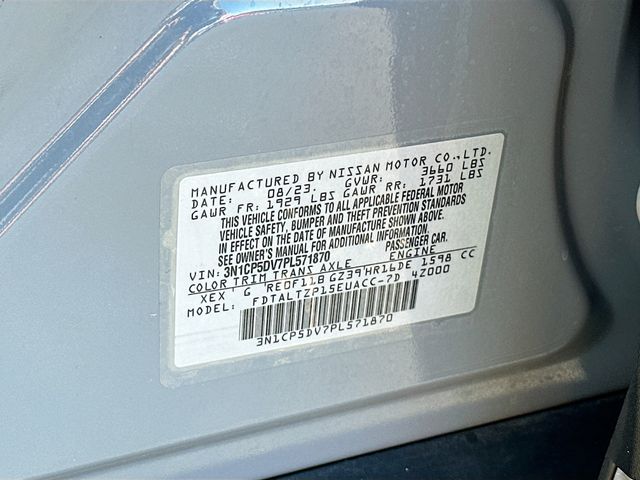 MANUFACTURED BY NISSAN MOTOR CO.,LTD.
DATE: 08/23. GVWR: 3660 LBS
GAWR FR: 1929 LBS GAWR RR: 1731 LBS
THIS VEHICLE CONFORMS TO ALL APPLICABLE FEDERAL MOTOR
VEHICLE SAFETY, BUMPER AND THEFT PREVENTION STANDARDS
IN EFFECT ON THE DATE OF MANUFACTURE SHOWN ABOVE.
SEE OWNER'S MANUAL FOR ADDITIONAL INFORMATION.
VIN: 3N1CP5DV7PL571870 PASSENGER CAR.
COLOR TRIM TRANS AXLE ENGINE
XEX G RE0F11B GZ39 HR16DE 1598 CC
MODEL: FDTALTZP15EUACC-7D 42000
3N1CP5DV7PL571870